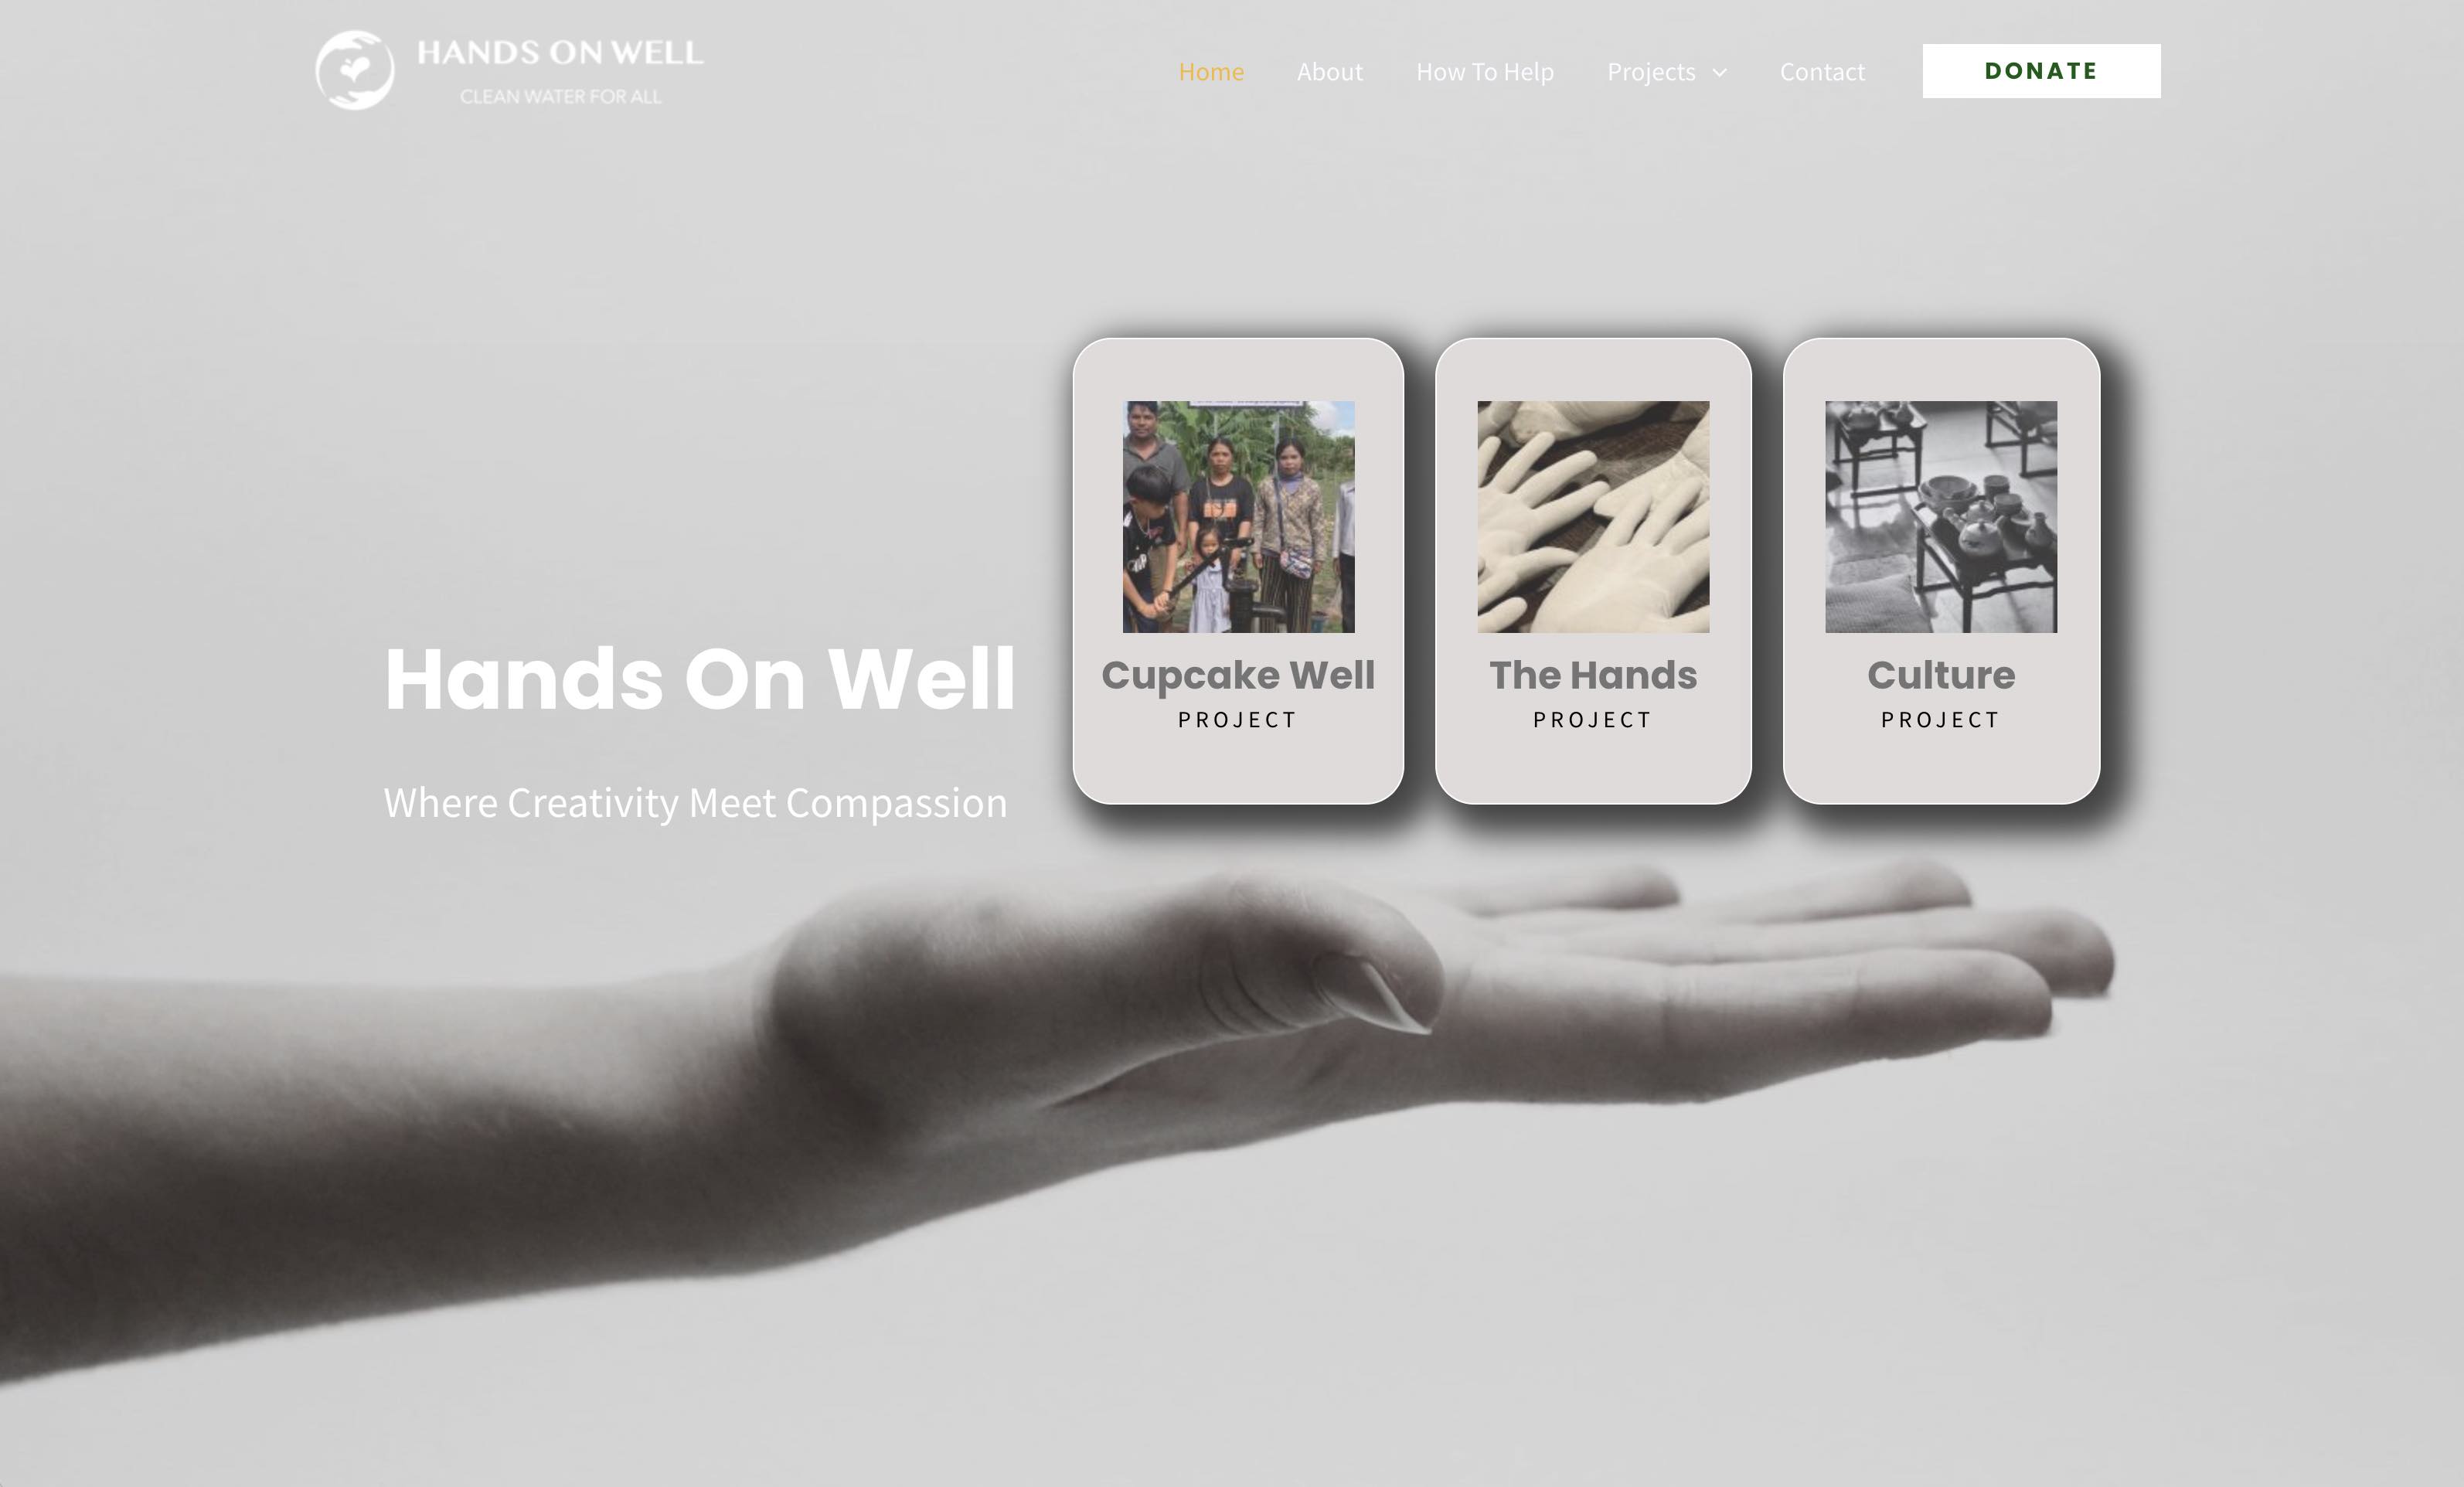 HANDS ON WELL
CLEAN WATER FOR ALL
Home About How To Help Projects Contact DONATE
Hands On Well
Where Creativity Meet Compassion
Cupcake Well
PROJECT
The Hands
PROJECT
Culture
PROJECT